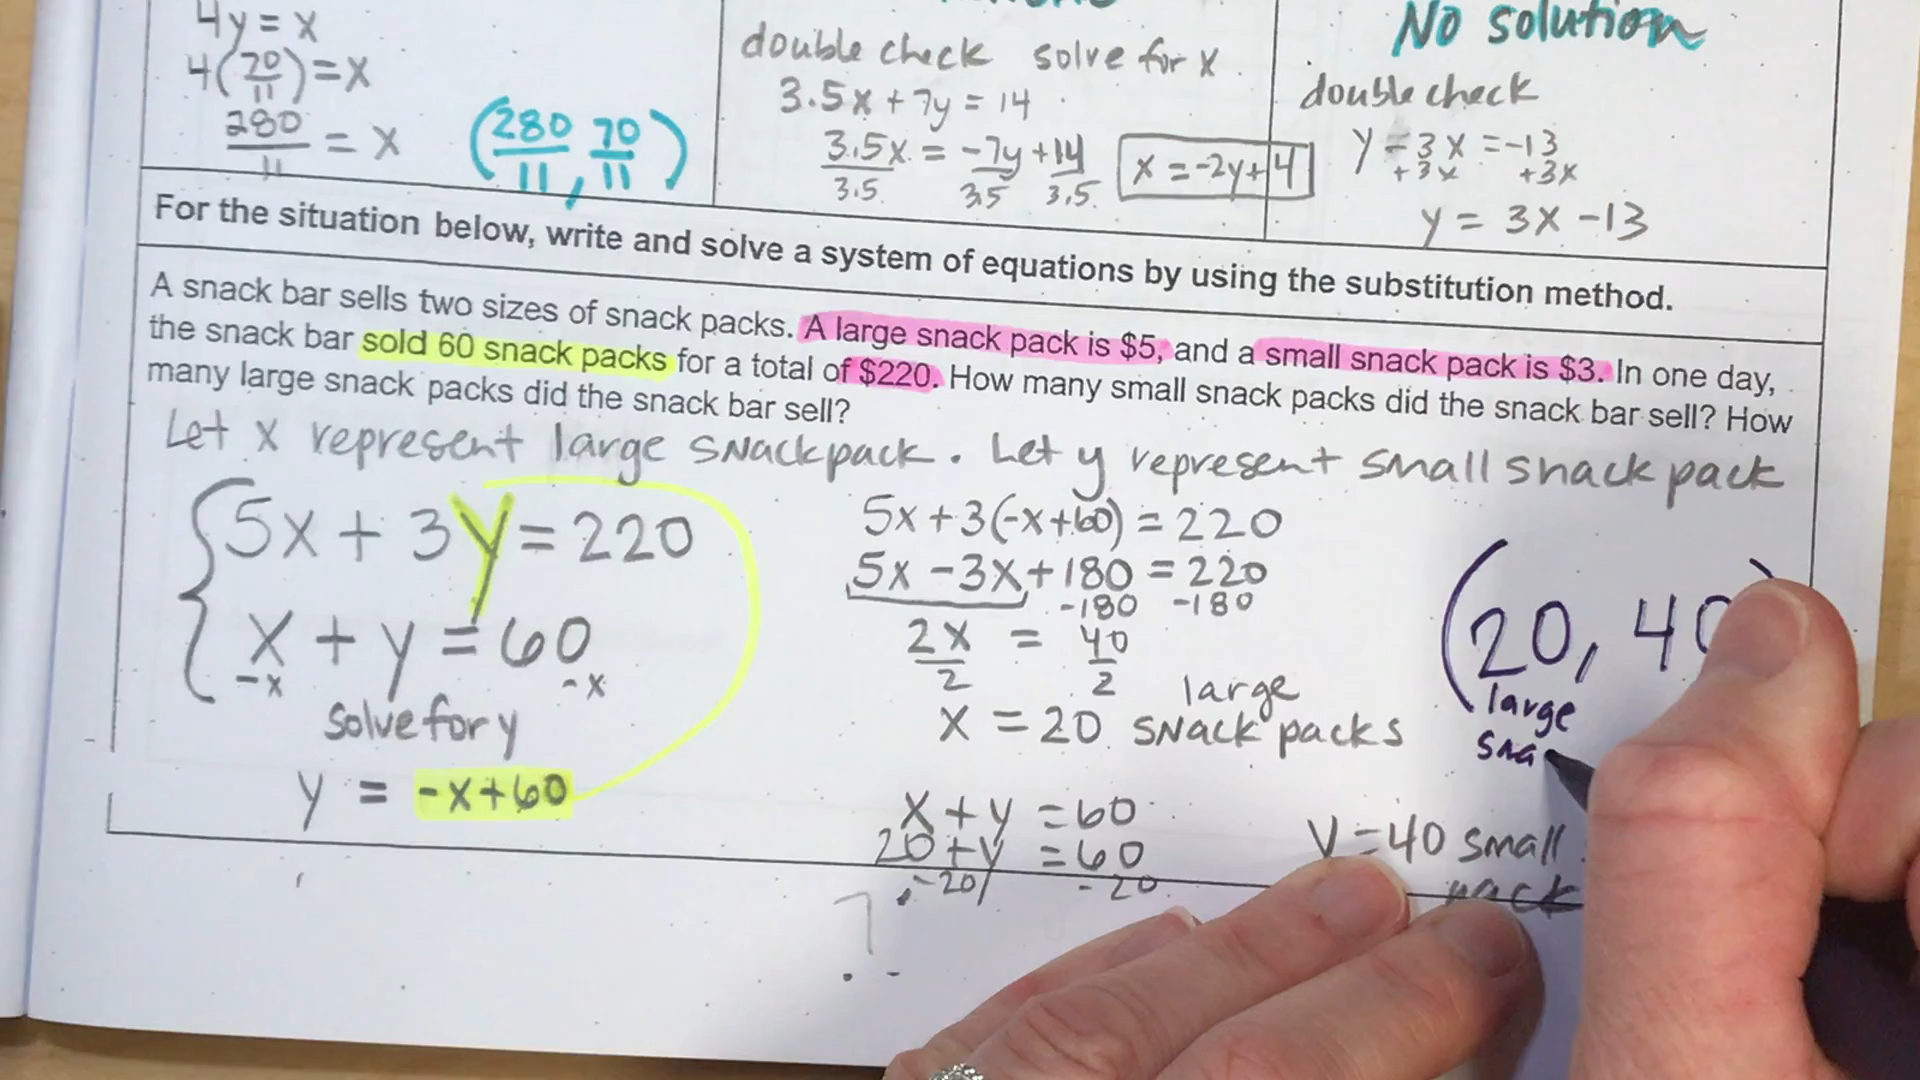 4y = x
4(70/11) = x
280/11 = x
(280/11, 70/11)
double check solve for x
3.5x + 7y = 14
3.5x = -7y + 14
3.5 3.5 3.5
x = -2y + 4
No solution
double check
y - 3x = -13
+3x +3x
y = 3x - 13
For the situation below, write and solve a system of equations by using the substitution method.
A snack bar sells two sizes of snack packs. A large snack pack is $5, and a small snack pack is $3. In one day,
the snack bar sold 60 snack packs for a total of $220. How many small snack packs did the snack bar sell? How
many large snack packs did the snack bar sell?
Let x represent large snack pack. Let y represent small snack pack
5x + 3y = 220
x + y = 60
-x -x
solve for y
y = -x+60
5x + 3(-x+60) = 220
5x - 3x + 180 = 220
-180 -180
2x = 40
2 2
x = 20 large
snack packs
x + y = 60
20 + y = 60
-20 -20
y = 40 small
pack
(20, 40)
large
sna